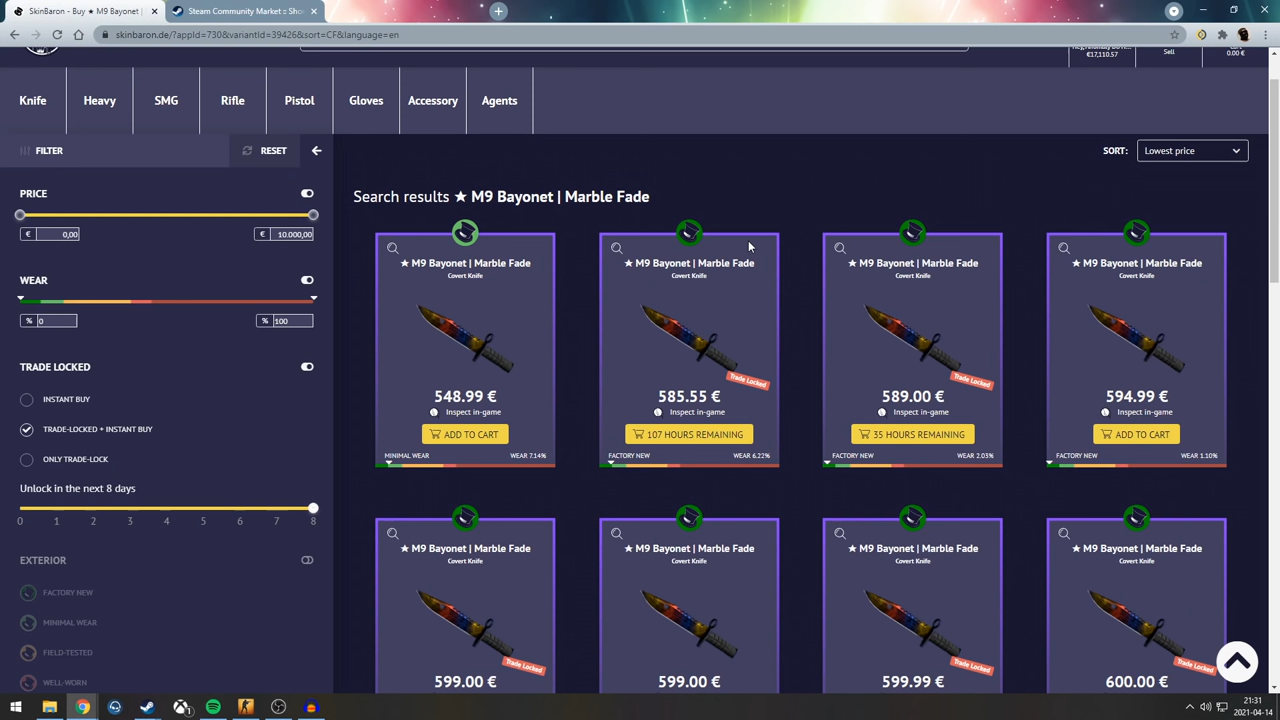 SkinBaron - Buy ★ M9 Bayonet |
Steam Community Market :: Show
skinbaron.de/?appId=730&variantId=39426&sort=CF&language=en
€17,110.57
Sell
0.00 €
Knife
Heavy
SMG
Rifle
Pistol
Gloves
Accessory
Agents
FILTER
RESET
SORT:
Lowest price
PRICE
€ 0,00
€ 10.000,00
WEAR
% 0
% 100
TRADE LOCKED
INSTANT BUY
TRADE-LOCKED + INSTANT BUY
ONLY TRADE-LOCK
Unlock in the next 8 days
0 1 2 3 4 5 6 7 8
EXTERIOR
FACTORY NEW
MINIMAL WEAR
FIELD-TESTED
WELL-WORN
Search results ★ M9 Bayonet | Marble Fade
★ M9 Bayonet | Marble Fade
Covert Knife
548.99 €
Inspect in-game
ADD TO CART
MINIMAL WEAR
WEAR 7.14%
★ M9 Bayonet | Marble Fade
Covert Knife
Trade Locked
585.55 €
Inspect in-game
107 HOURS REMAINING
FACTORY NEW
WEAR 6.22%
★ M9 Bayonet | Marble Fade
Covert Knife
Trade Locked
589.00 €
Inspect in-game
35 HOURS REMAINING
FACTORY NEW
WEAR 2.03%
★ M9 Bayonet | Marble Fade
Covert Knife
594.99 €
Inspect in-game
ADD TO CART
FACTORY NEW
WEAR 1.10%
★ M9 Bayonet | Marble Fade
Covert Knife
Trade Locked
599.00 €
★ M9 Bayonet | Marble Fade
Covert Knife
599.00 €
★ M9 Bayonet | Marble Fade
Covert Knife
Trade Locked
599.99 €
★ M9 Bayonet | Marble Fade
Covert Knife
Trade Locked
600.00 €
21:31
2021-04-14